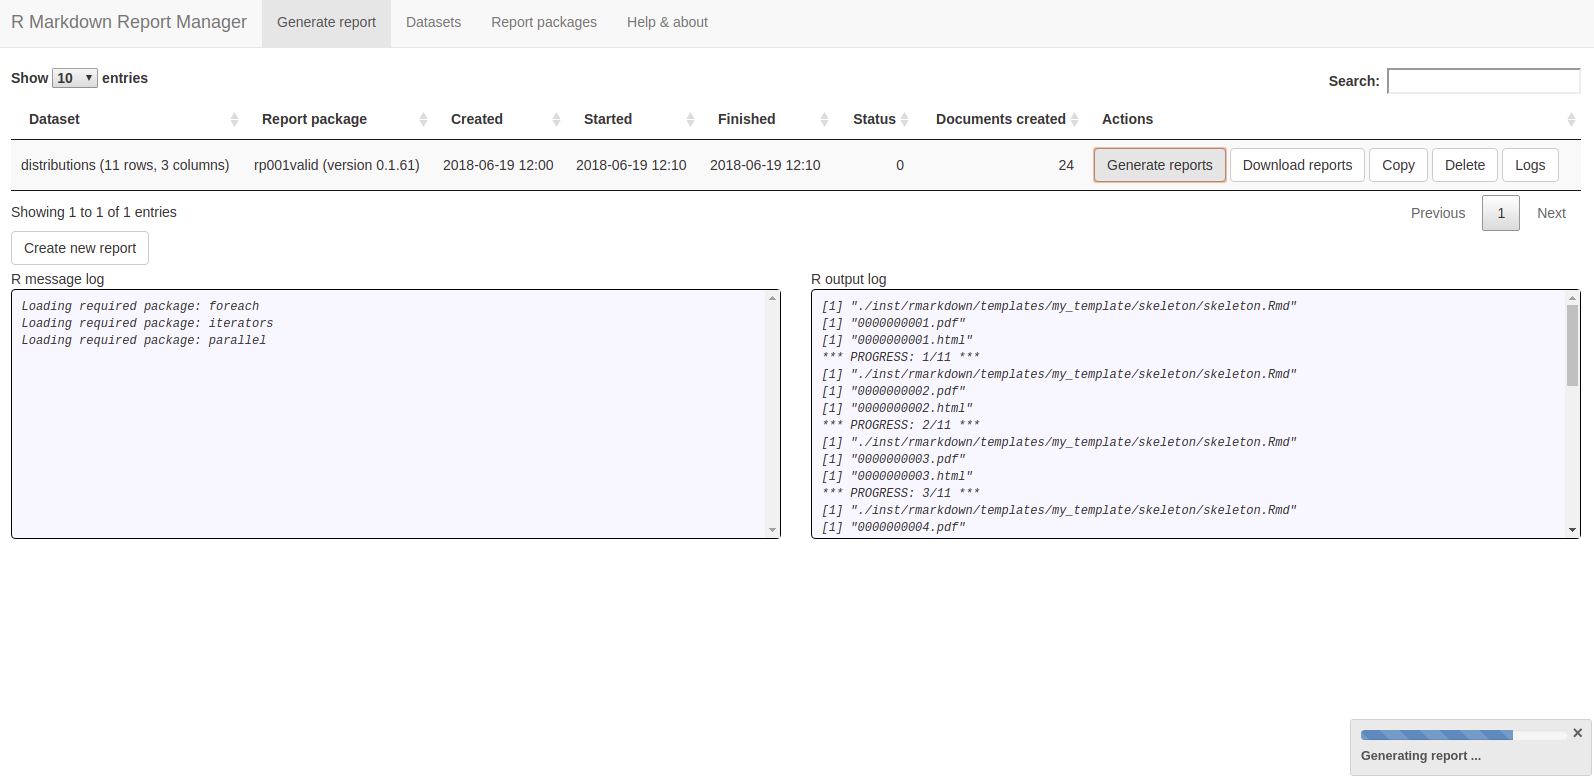 R Markdown Report Manager Generate report Datasets Report packages Help & about
Show 10 entries Search:
Dataset Report package Created Started Finished Status Documents created Actions
distributions (11 rows, 3 columns) rp001valid (version 0.1.61) 2018-06-19 12:00 2018-06-19 12:10 2018-06-19 12:10 0 24 Generate reports Download reports Copy Delete Logs
Showing 1 to 1 of 1 entries Previous 1 Next
Create new report
R message log
Loading required package: foreach
Loading required package: iterators
Loading required package: parallel
R output log
[1] "./inst/rmarkdown/templates/my_template/skeleton/skeleton.Rmd"
[1] "0000000001.pdf"
[1] "0000000001.html"
*** PROGRESS: 1/11 ***
[1] "./inst/rmarkdown/templates/my_template/skeleton/skeleton.Rmd"
[1] "0000000002.pdf"
[1] "0000000002.html"
*** PROGRESS: 2/11 ***
[1] "./inst/rmarkdown/templates/my_template/skeleton/skeleton.Rmd"
[1] "0000000003.pdf"
[1] "0000000003.html"
*** PROGRESS: 3/11 ***
[1] "./inst/rmarkdown/templates/my_template/skeleton/skeleton.Rmd"
[1] "0000000004.pdf"
Generating report ...